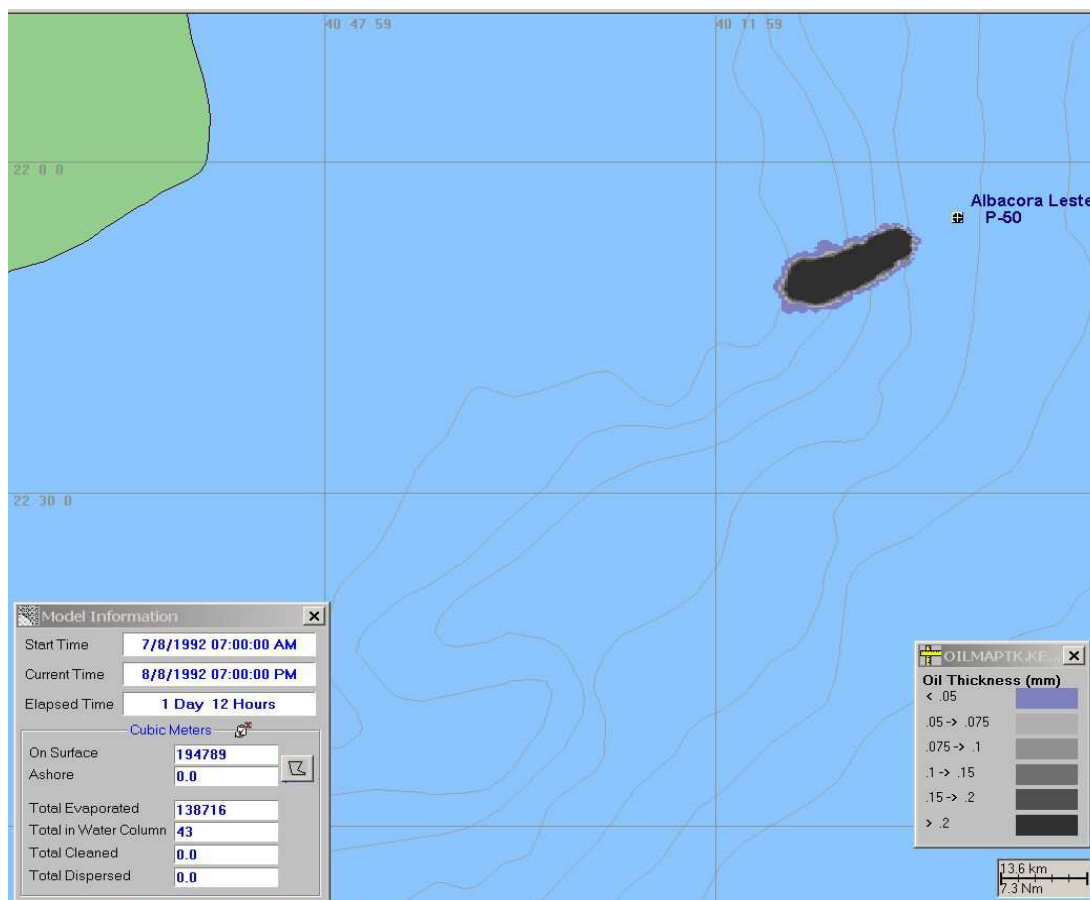 40 47 59
40 11 59
22 0 0
Albacora Leste
P-50
22 30 0
Model Information
Start Time 7/8/1992 07:00:00 AM
Current Time 8/8/1992 07:00:00 PM
Elapsed Time 1 Day 12 Hours
Cubic Meters
On Surface 194789
Ashore 0.0
Total Evaporated 138716
Total in Water Column 43
Total Cleaned 0.0
Total Dispersed 0.0
OILMAPTK.KE...
Oil Thickness (mm)
< .05
.05 -> .075
.075 -> .1
.1 -> .15
.15 -> .2
> .2
13.6 km
7.3 Nm